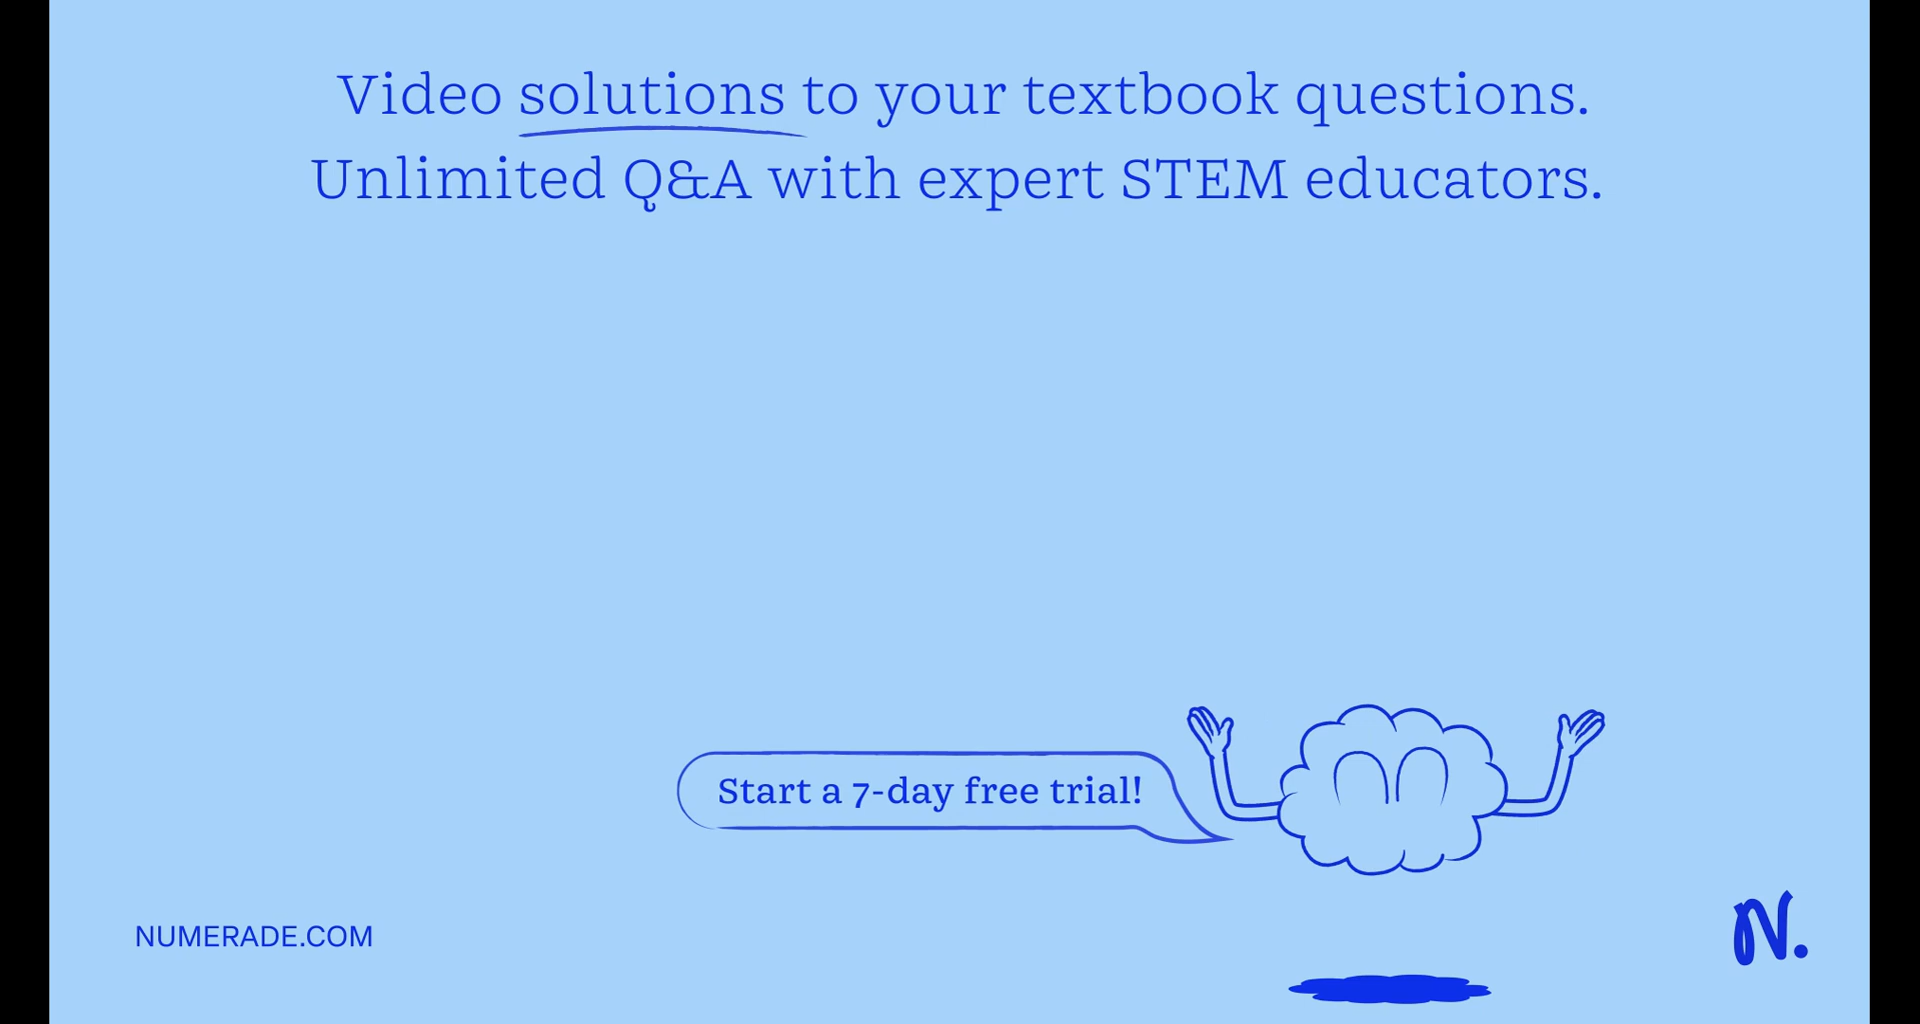 Video solutions to your textbook questions.
Unlimited Q&A with expert STEM educators.
Start a 7-day free trial!
NUMERADE.COM
N.